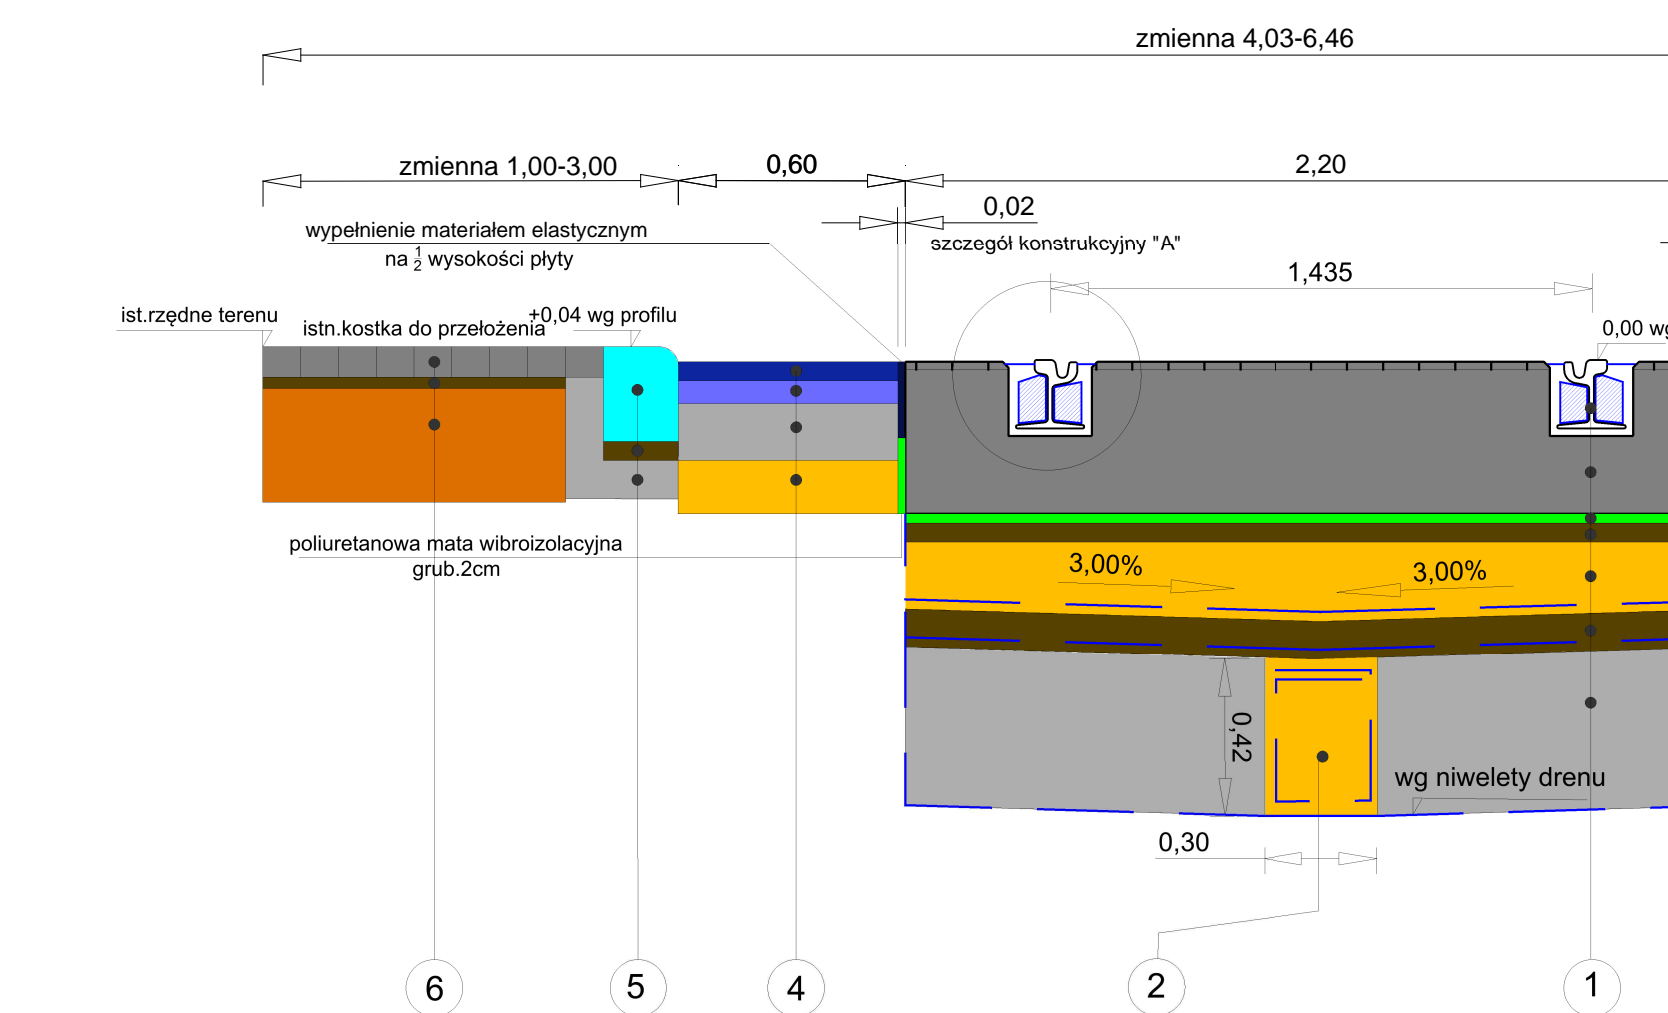 zmienna 4,03-6,46
zmienna 1,00-3,00
0,60
2,20
0,02
wypełnienie materiałem elastycznym
na 1/2 wysokości płyty
szczegół konstrukcyjny "A"
1,435
ist.rzędne terenu
istn.kostka do przełożenia
+0,04 wg profilu
0,00 wg
poliuretanowa mata wibroizolacyjna
grub.2cm
3,00%
3,00%
0,42
wg niwelety drenu
0,30
6
5
4
2
1